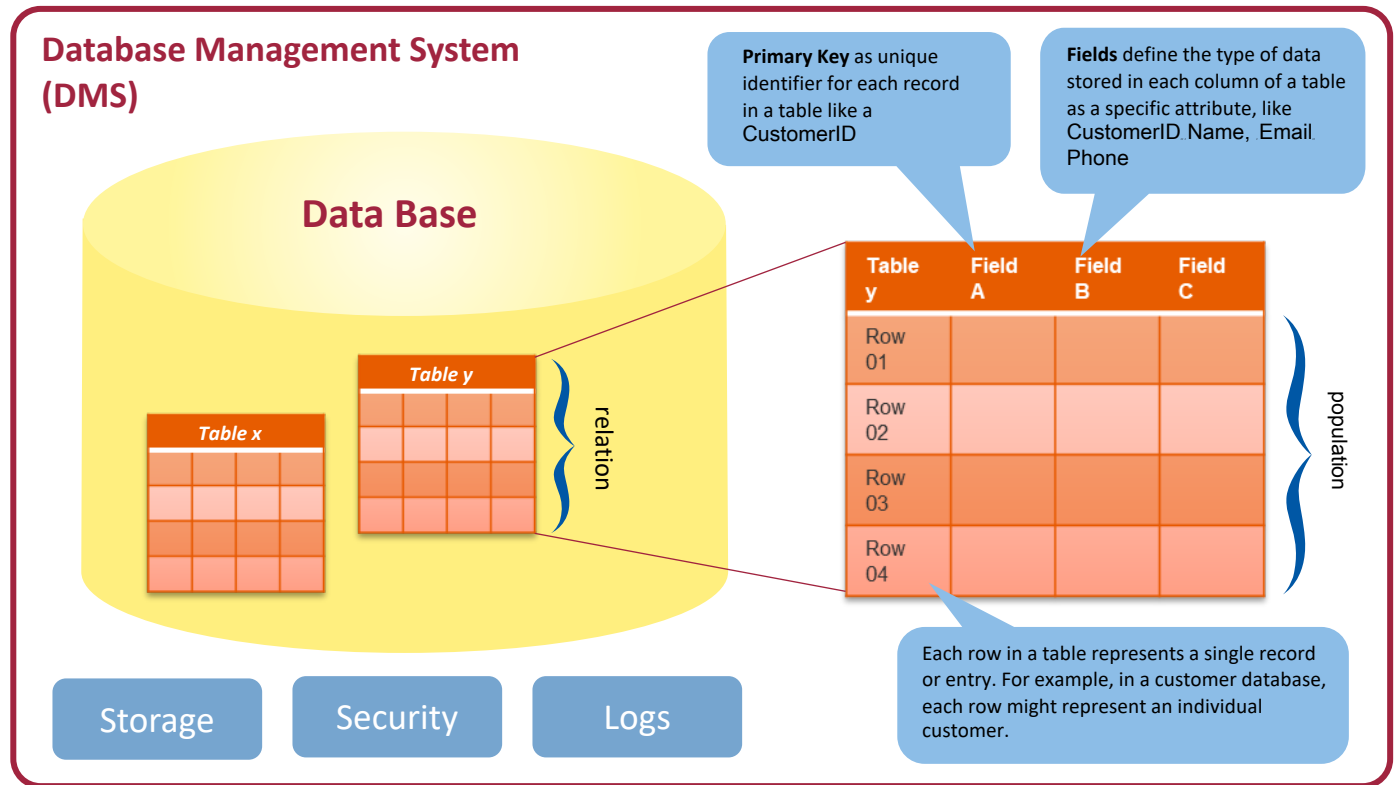 Database Management System
(DMS)
Primary Key as unique
identifier for each record
in a table like a
CustomerID
Fields define the type of data
stored in each column of a table
as a specific attribute, like
CustomerID, Name, Email,
Phone
Data Base
Table y
relation
Table x
Table y Field A Field B Field C
Row 01
Row 02
Row 03
Row 04
population
Each row in a table represents a single record
or entry. For example, in a customer database,
each row might represent an individual
customer.
Storage
Security
Logs